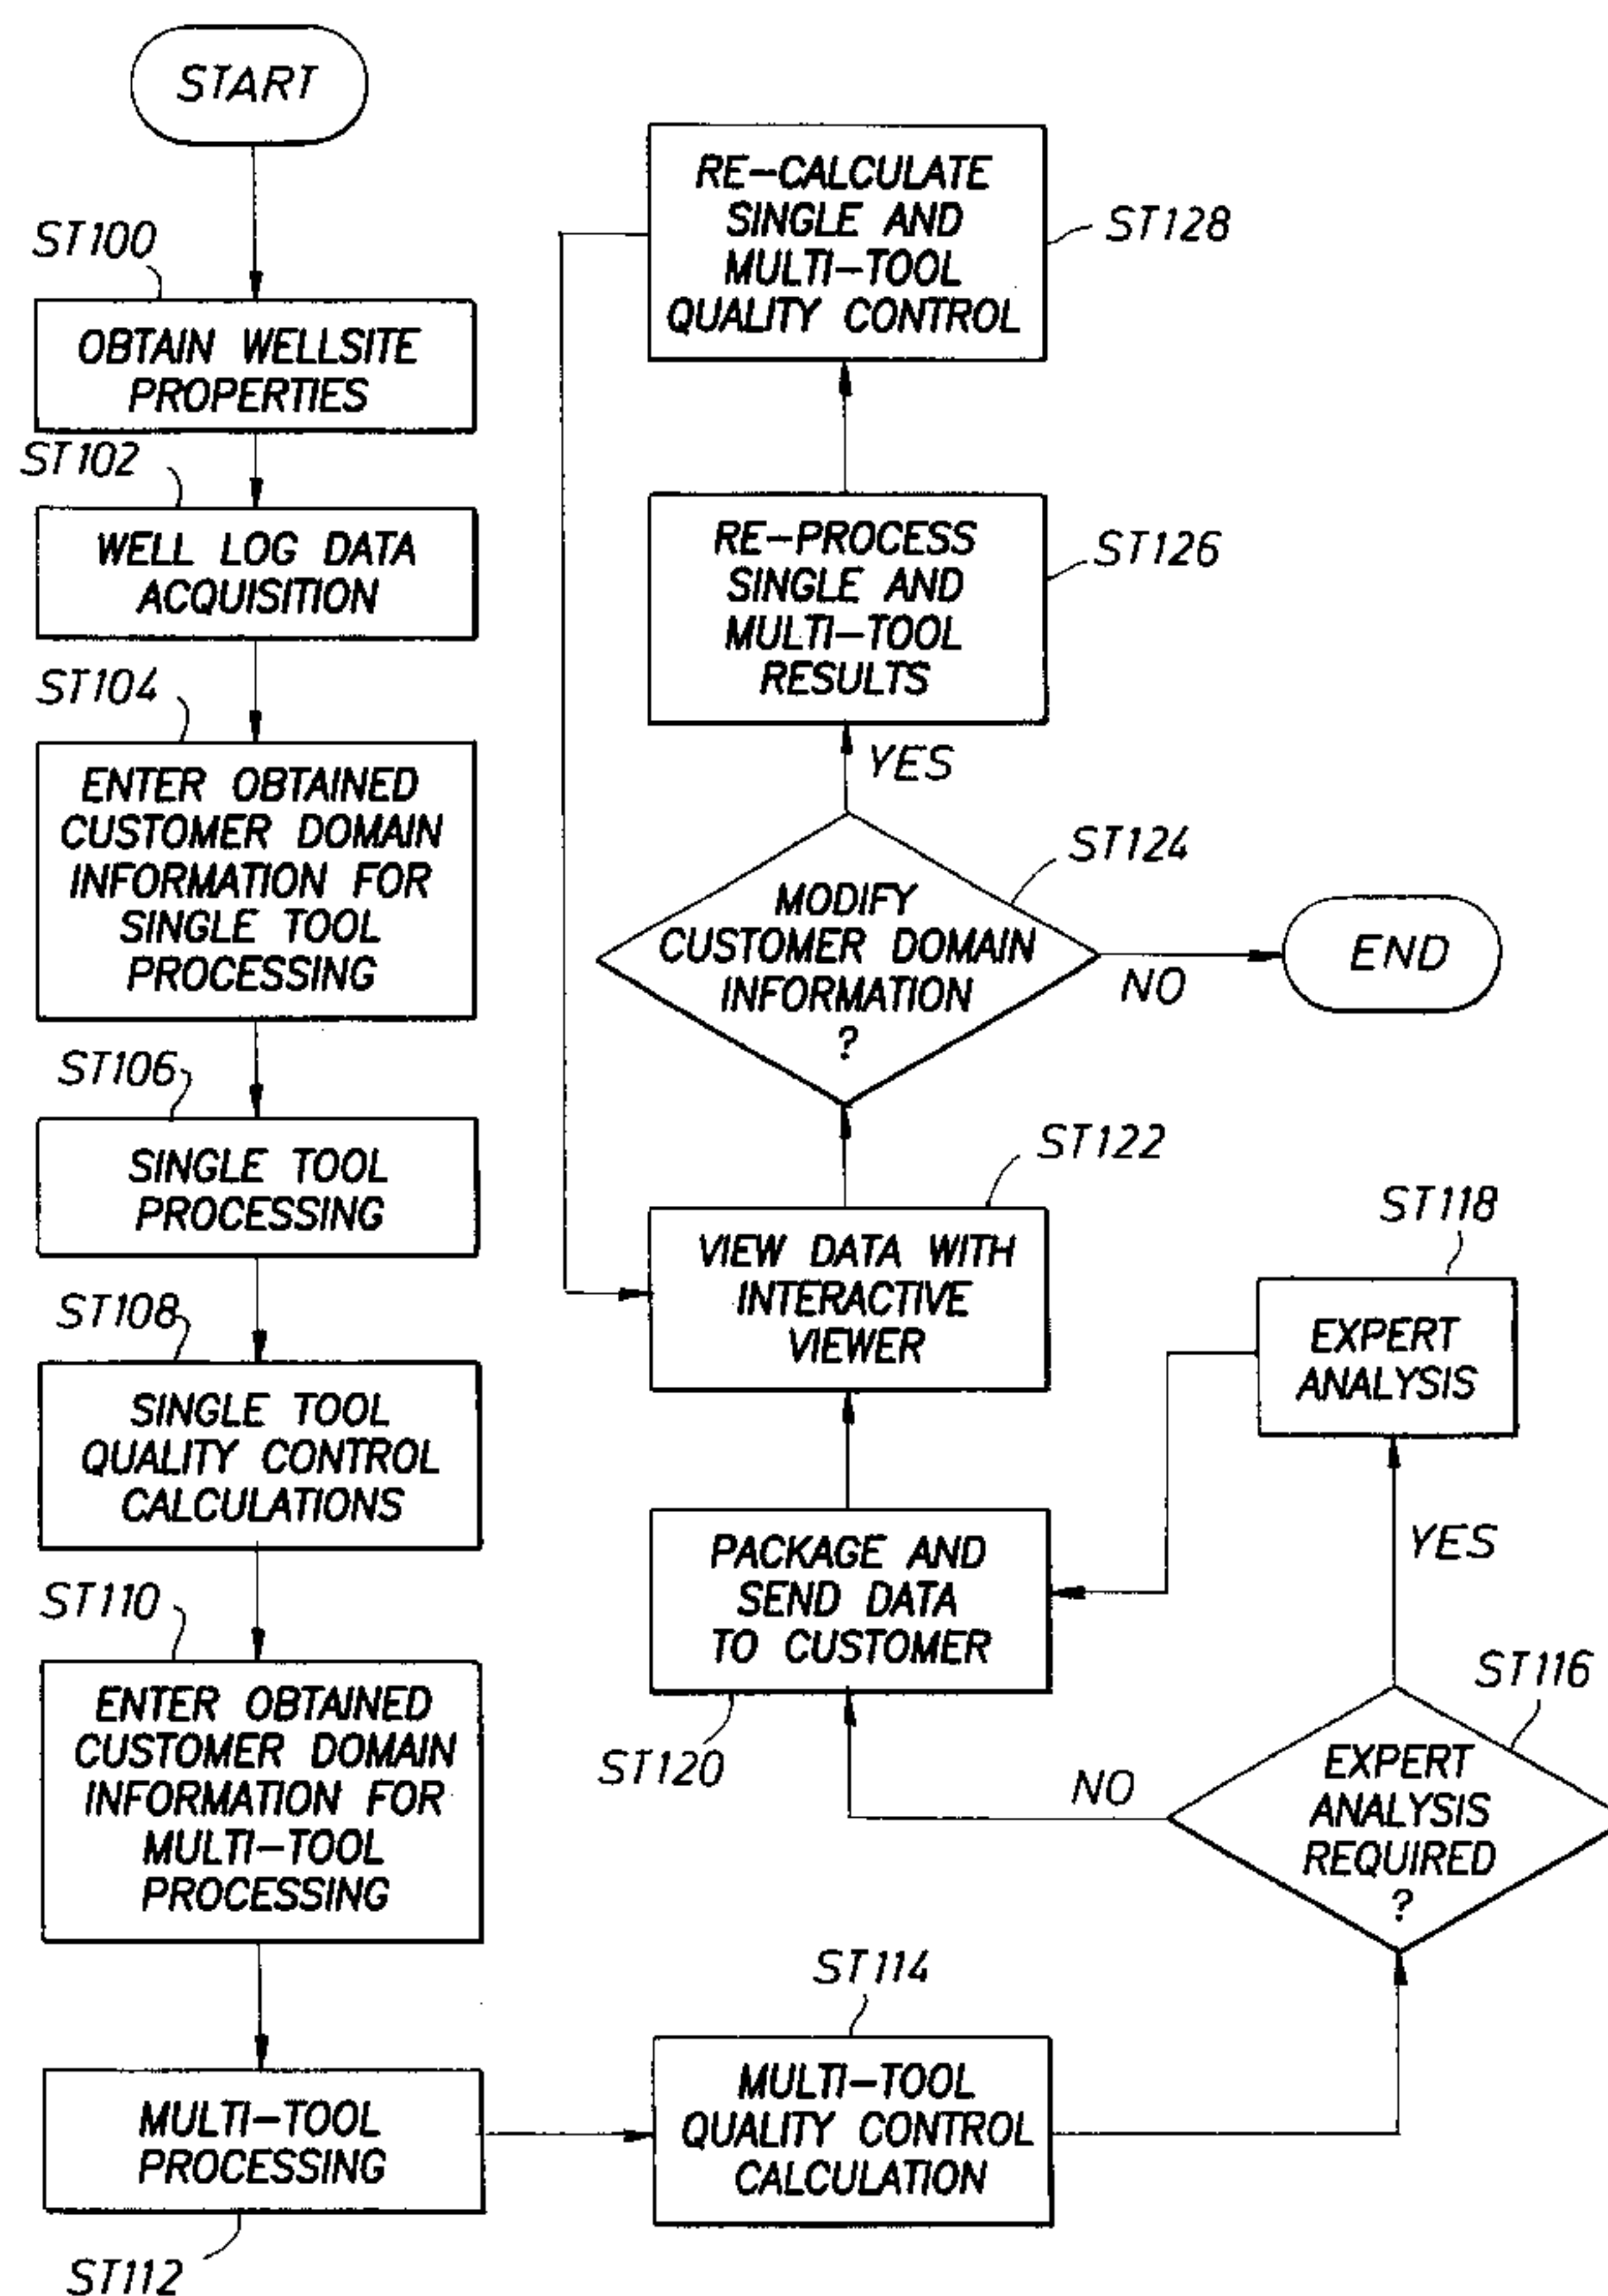 START
ST100
OBTAIN WELLSITE
PROPERTIES
ST102
WELL LOG DATA
ACQUISITION
ST104
ENTER OBTAINED
CUSTOMER DOMAIN
INFORMATION FOR
SINGLE TOOL
PROCESSING
ST106
SINGLE TOOL
PROCESSING
ST108
SINGLE TOOL
QUALITY CONTROL
CALCULATIONS
ST110
ENTER OBTAINED
CUSTOMER DOMAIN
INFORMATION FOR
MULTI-TOOL
PROCESSING
MULTI-TOOL
PROCESSING
ST112
ST114
MULTI-TOOL
QUALITY CONTROL
CALCULATION
ST116
EXPERT
ANALYSIS
REQUIRED
?
YES
NO
ST118
EXPERT
ANALYSIS
PACKAGE AND
SEND DATA
TO CUSTOMER
ST120
ST122
VIEW DATA WITH
INTERACTIVE
VIEWER
ST124
MODIFY
CUSTOMER DOMAIN
INFORMATION
?
NO
END
YES
RE-PROCESS
SINGLE AND
MULTI-TOOL
RESULTS
ST126
RE-CALCULATE
SINGLE AND
MULTI-TOOL
QUALITY CONTROL
ST128